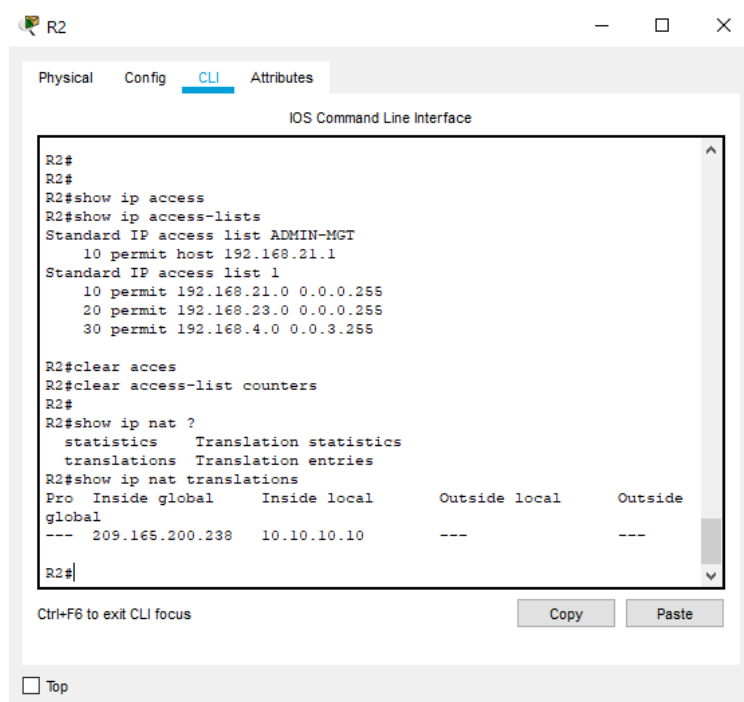 R2
Physical Config CLI Attributes
IOS Command Line Interface
R2#
R2#
R2#show ip access
R2#show ip access-lists
Standard IP access list ADMIN-MGT
    10 permit host 192.168.21.1
Standard IP access list 1
    10 permit 192.168.21.0 0.0.0.255
    20 permit 192.168.23.0 0.0.0.255
    30 permit 192.168.4.0 0.0.3.255
R2#clear acces
R2#clear access-list counters
R2#
R2#show ip nat ?
  statistics    Translation statistics
  translations  Translation entries
R2#show ip nat translations
Pro  Inside global     Inside local       Outside local      Outside
global
---  209.165.200.238   10.10.10.10        ---                ---
R2#
Ctrl+F6 to exit CLI focus Copy Paste
Top